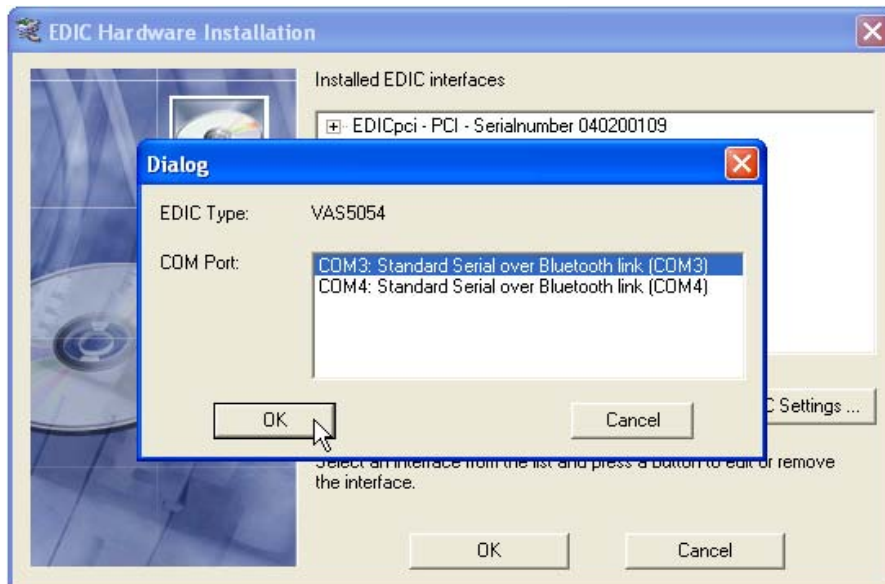 EDIC Hardware Installation
Installed EDIC interfaces
EDICpci - PCI - Serialnumber 040200109
Dialog
EDIC Type: VAS5054
COM Port:
COM3: Standard Serial over Bluetooth link (COM3)
COM4: Standard Serial over Bluetooth link (COM4)
OK Cancel
C Settings ...
Select an interface from the list and press a button to edit or remove
the interface.
OK Cancel